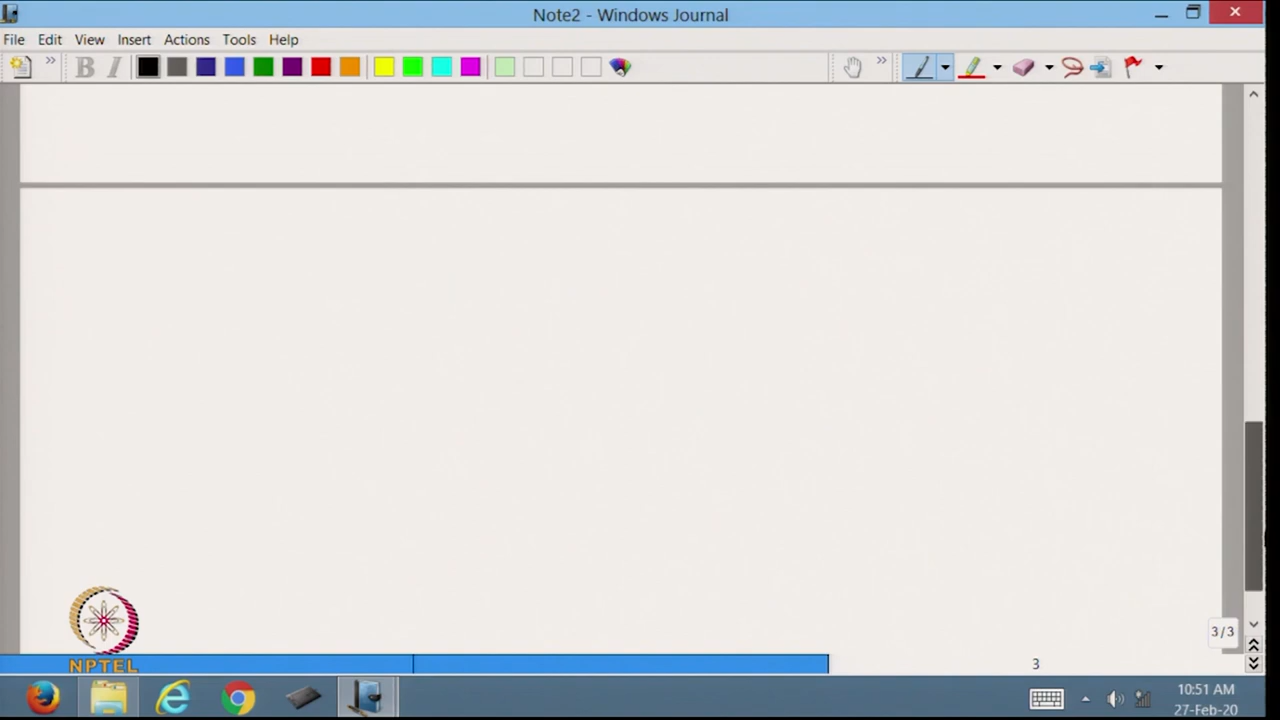 Note2 - Windows Journal
File Edit View Insert Actions Tools Help
B I
3/3
NPTEL
3
10:51 AM
27-Feb-20